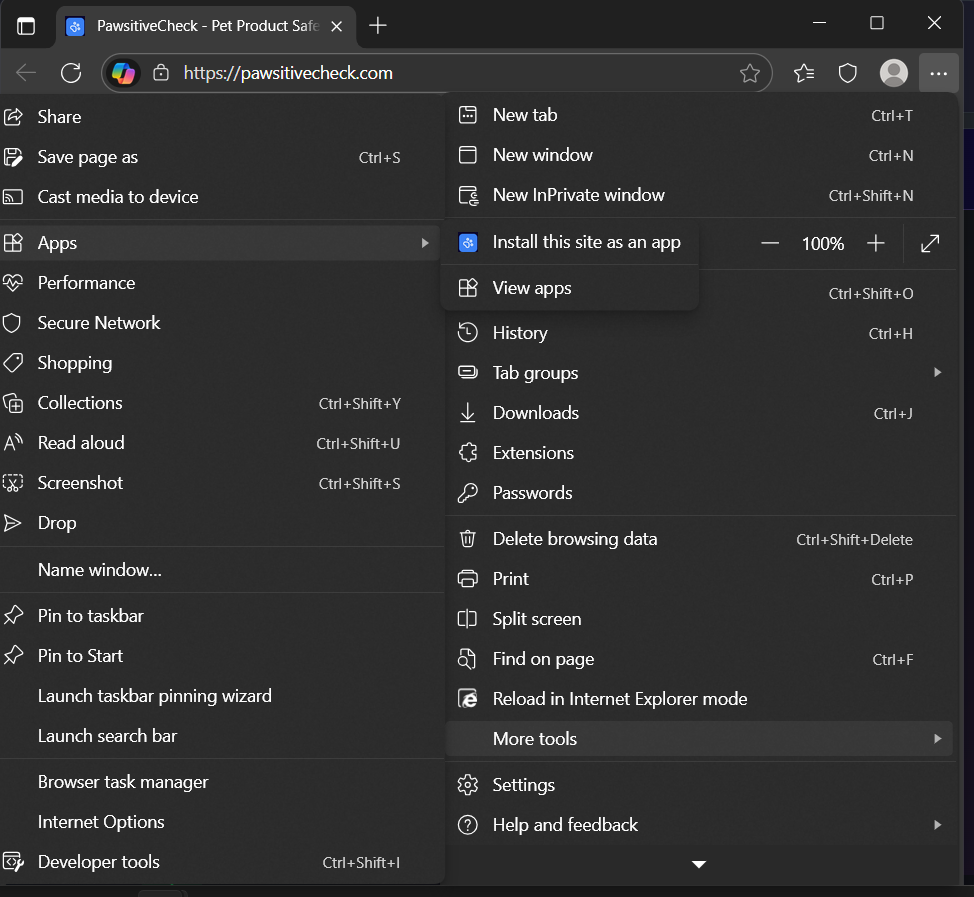 PawsitiveCheck - Pet Product Safe
https://pawsitivecheck.com
Share
Save page as Ctrl+S
Cast media to device
Apps
Performance
Secure Network
Shopping
Collections Ctrl+Shift+Y
Read aloud Ctrl+Shift+U
Screenshot Ctrl+Shift+S
Drop
Name window...
Pin to taskbar
Pin to Start
Launch taskbar pinning wizard
Launch search bar
Browser task manager
Internet Options
Developer tools Ctrl+Shift+I
New tab Ctrl+T
New window Ctrl+N
New InPrivate window Ctrl+Shift+N
Install this site as an app
100%
View apps
Ctrl+Shift+O
History Ctrl+H
Tab groups
Downloads Ctrl+J
Extensions
Passwords
Delete browsing data Ctrl+Shift+Delete
Print Ctrl+P
Split screen
Find on page Ctrl+F
Reload in Internet Explorer mode
More tools
Settings
Help and feedback